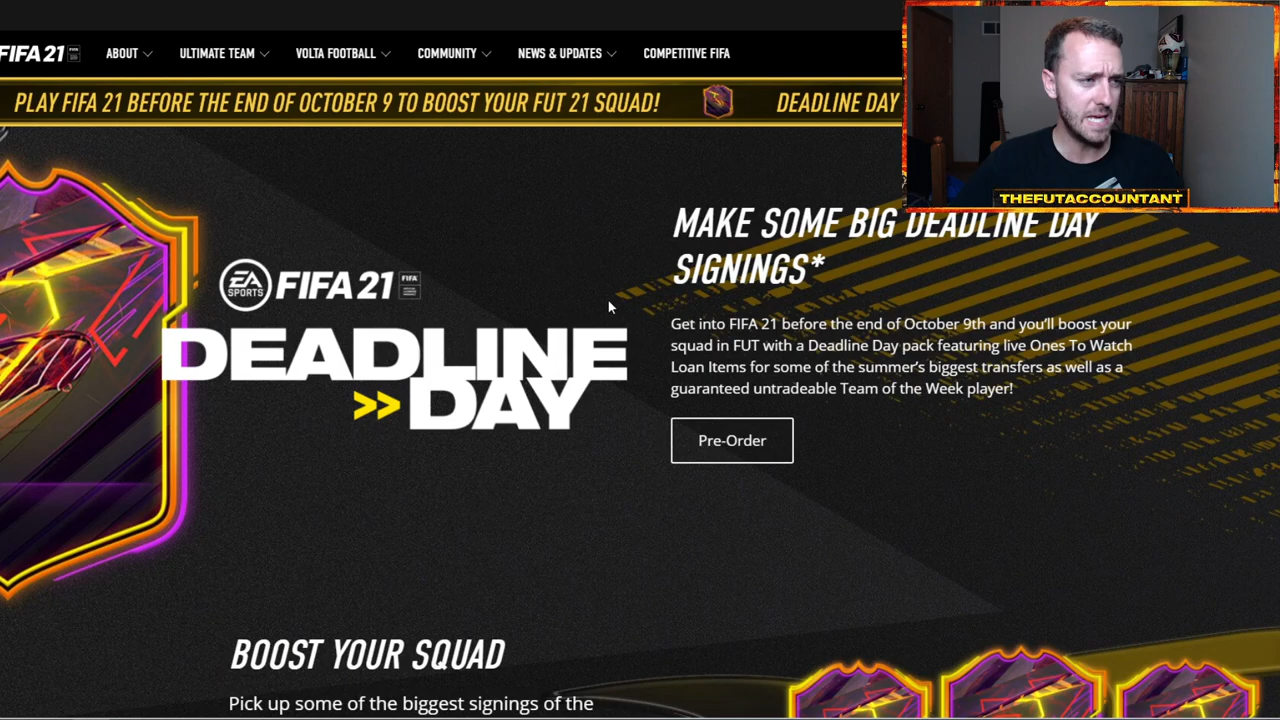 FIFA 21 FIFA ABOUT ULTIMATE TEAM VOLTA FOOTBALL COMMUNITY NEWS & UPDATES COMPETITIVE FIFA
PLAY FIFA 21 BEFORE THE END OF OCTOBER 9 TO BOOST YOUR FUT 21 SQUAD! DEADLINE DAY
THEFUTACCOUNTANT
EA SPORTS FIFA 21 FIFA
DEADLINE
>> DAY
MAKE SOME BIG DEADLINE DAY
SIGNINGS*
Get into FIFA 21 before the end of October 9th and you'll boost your
squad in FUT with a Deadline Day pack featuring live Ones To Watch
Loan Items for some of the summer's biggest transfers as well as a
guaranteed untradeable Team of the Week player!
Pre-Order
BOOST YOUR SQUAD
Pick up some of the biggest signings of the